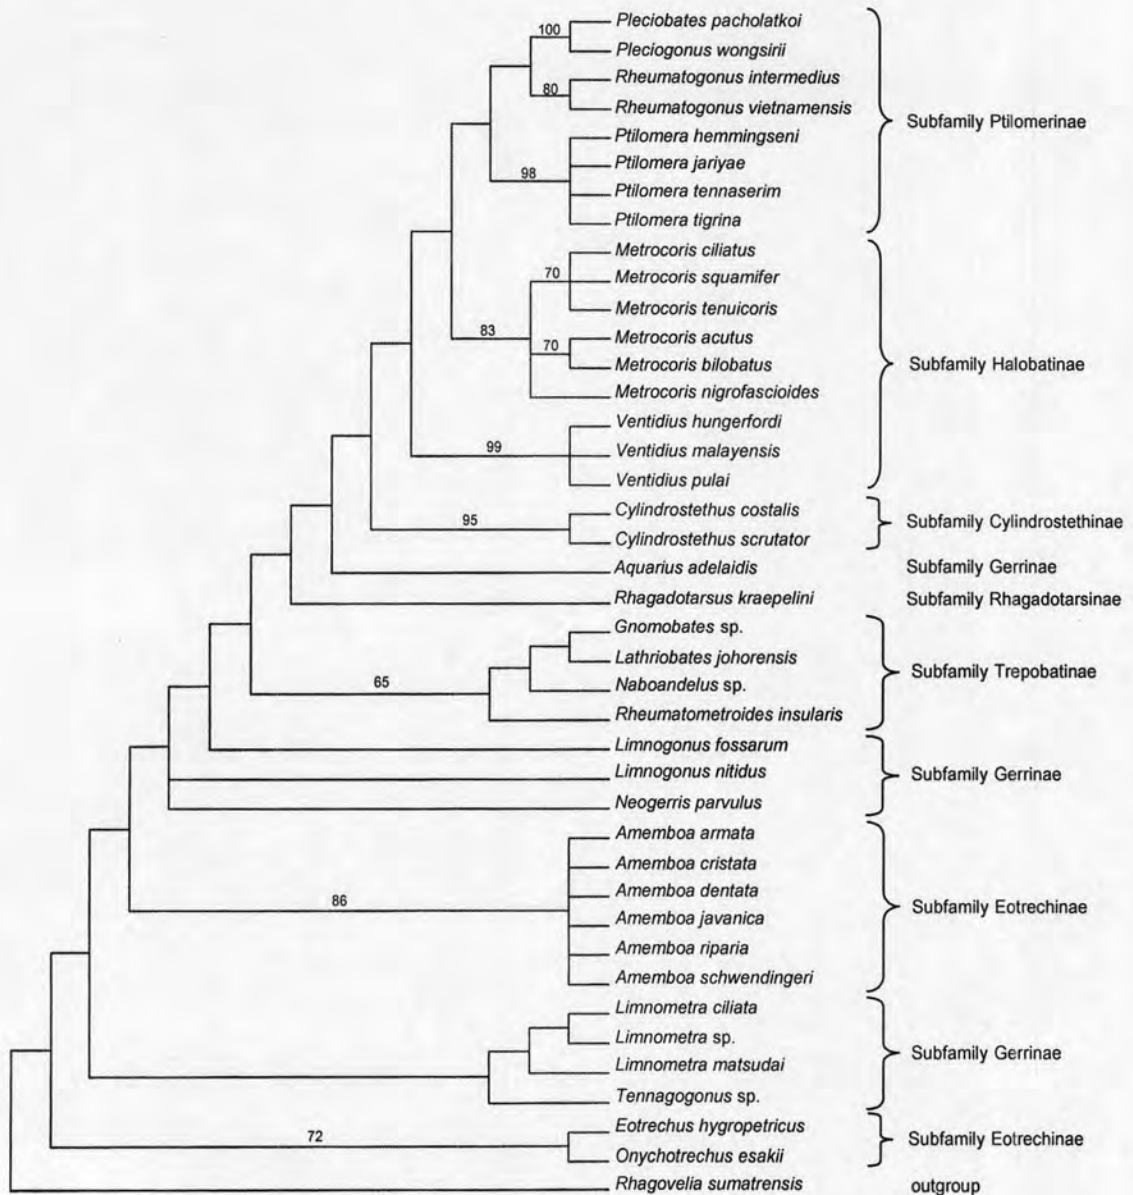 100
Pleciobates pacholatkoi
Pleciogonus wongsirii
Rheumatogonus intermedius
80
Rheumatogonus vietnamensis
Subfamily Ptilomerinae
Ptilomera hemmingseni
Ptilomera jariyae
98
Ptilomera tennaserim
Ptilomera tigrina
Metrocoris ciliatus
70
Metrocoris squamifer
Metrocoris tenuicoris
83
Metrocoris acutus
70
Metrocoris bilobatus
Subfamily Halobatinae
Metrocoris nigrofascioides
Ventidius hungerfordi
99
Ventidius malayensis
Ventidius pulai
Cylindrostethus costalis
95
Subfamily Cylindrostethinae
Cylindrostethus scrutator
Aquarius adelaidis
Subfamily Gerrinae
Rhagadotarsus kraepelini
Subfamily Rhagadotarsinae
Gnomobates sp.
Lathriobates johorensis
65
Subfamily Trepobatinae
Naboandelus sp.
Rheumatometroides insularis
Limnogonus fossarum
Limnogonus nitidus
Subfamily Gerrinae
Neogerris parvulus
Amemboa armata
Amemboa cristata
Amemboa dentata
86
Subfamily Eotrechinae
Amemboa javanica
Amemboa riparia
Amemboa schwendingeri
Limnometra ciliata
Limnometra sp.
Subfamily Gerrinae
Limnometra matsudai
Tennagogonus sp.
Eotrechus hygropetricus
72
Subfamily Eotrechinae
Onychotrechus esakii
Rhagovelia sumatrensis
outgroup